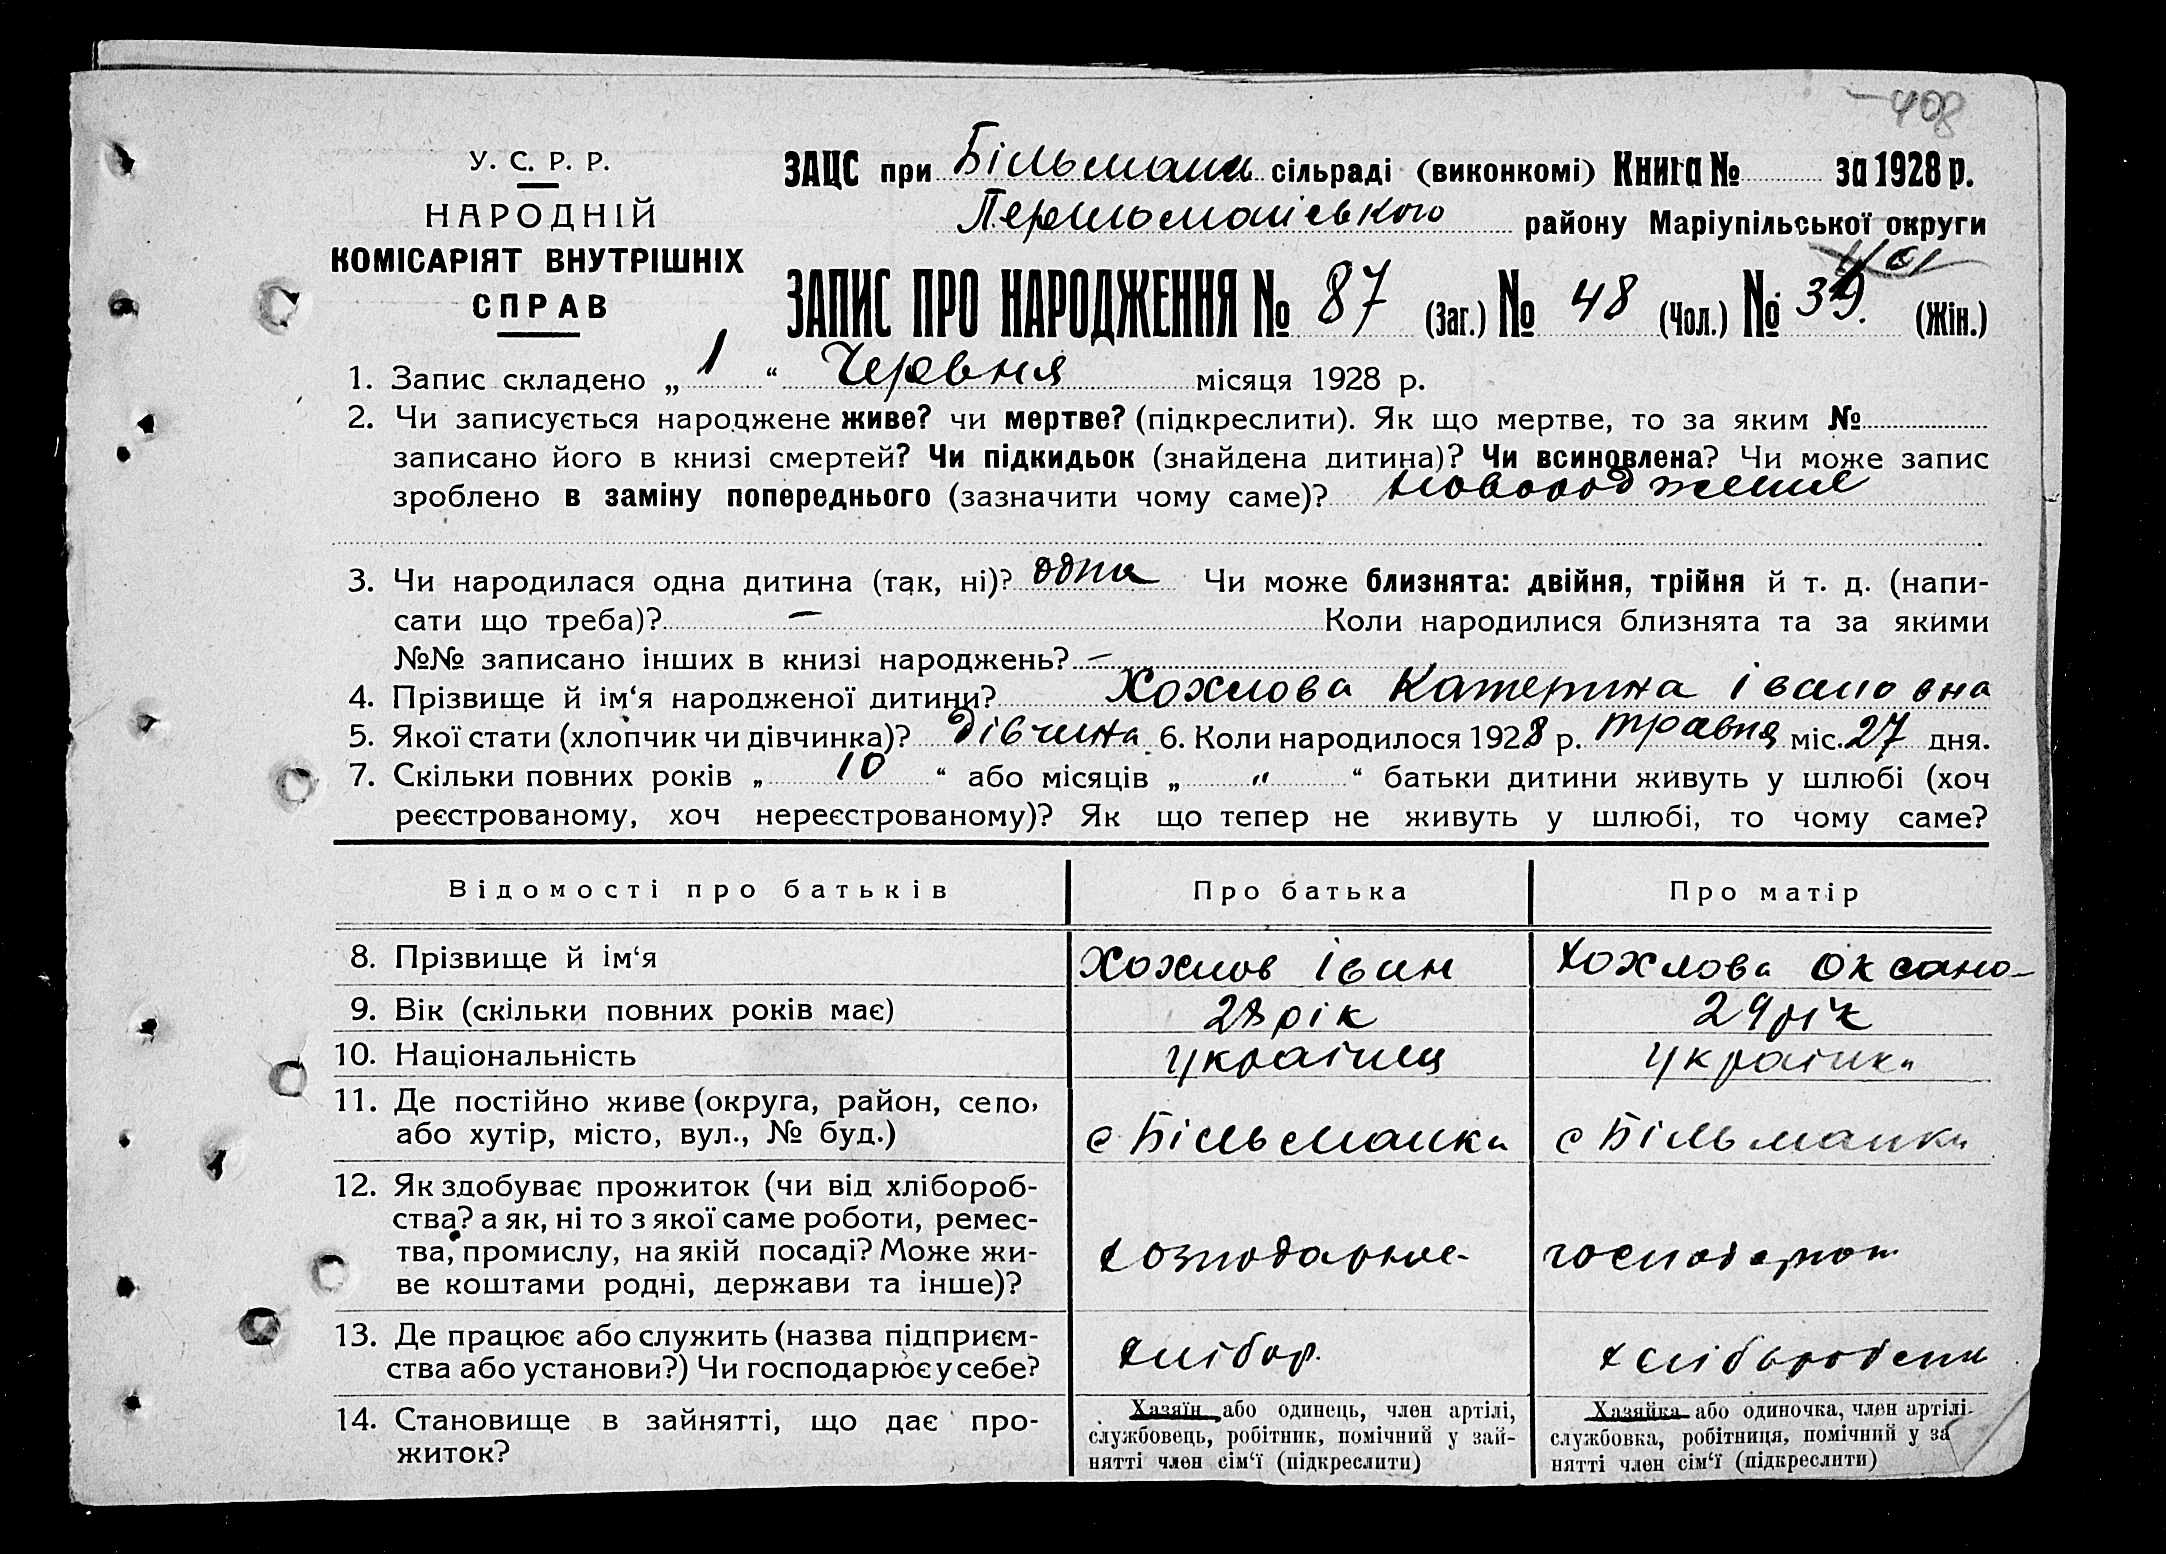 408
У. С. Р. Р.
НАРОДНІЙ
КОМІСАРІЯТ ВНУТРІШНІХ
СПРАВ
ЗАЦС при Більмаци сільраді (виконкомі) Книга № за 1928 р.
Першомайського району Маріупільської округи
ЗАПИС ПРО НАРОДЖЕННЯ № 87 (Заг.) № 48 (Чол.) № 39. (Жін.)
1. Запис складено „ 1 “ Червня місяця 1928 р.
2. Чи записується народжене живе? чи мертве? (підкреслити). Як що мертве, то за яким №
записано його в книзі смертей? Чи підкидьок (знайдена дитина)? Чи всиновлена? Чи може запис
зроблено в заміну попереднього (зазначити чому саме)?
3. Чи народилася одна дитина (так, ні)? одна Чи може близнята: двійня, трійня й т. д. (напи-
сати що треба)? — Коли народилися близнята та за якими
№№ записано інших в книзі народжень? —
4. Прізвище й ім‘я народженої дитини? Хохлова Катерина Івановна
5. Якої стати (хлопчик чи дівчинка)? дівчина 6. Коли народилося 1928 р. травня міс. 27 дня.
7. Скільки повних років „ 10 “ або місяців „ " “ батьки дитини живуть у шлюбі (хоч
реєстрованому, хоч нереєстрованому)? Як що тепер не живуть у шлюбі, то чому саме?
Відомості про батьків Про батька Про матір
8. Прізвище й ім‘я Хохлов Іван Хохлова Оксана
9. Вік (скільки повних років має) 28 рік 29 рік
10. Національність Українец Українка
11. Де постійно живе (округа, район, село,
або хутір, місто, вул., № буд.) с Більманка с Більманка
12. Як здобуває прожиток (чи від хлібороб-
ства? а як, ні то з якої саме роботи, ремес-
тва, промислу, на якій посаді? Може жи-
ве коштами родні, держави та інше)?
13. Де працює або служить (назва підприєм-
ства або установи?) Чи господарює у себе? хлібор.
14. Становище в зайнятті, що дає про-
житок?
Хазяїн або одинець, член артілі,
службовець, робітник, помічний у зай-
нятті член сім‘ї (підкреслити)
Хазяйка або одиночка, член артілі
службовка, робітниця, помічний у за
нятті член сім‘ї (підкреслити)